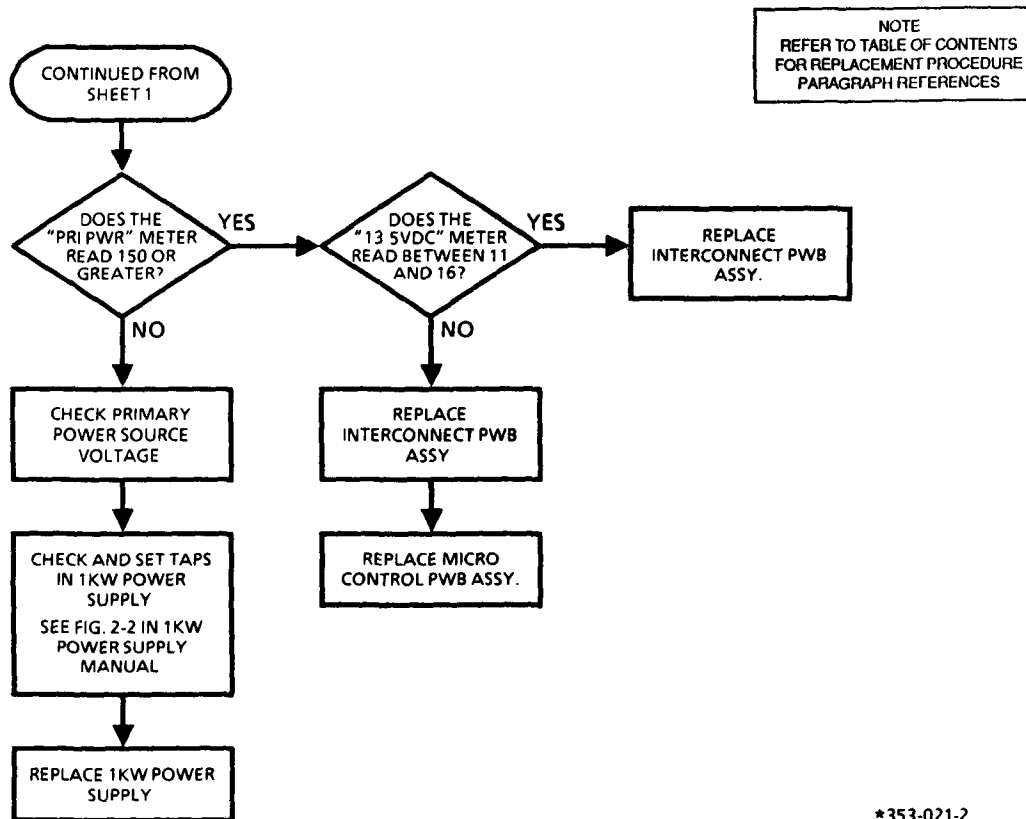 NOTE
REFER TO TABLE OF CONTENTS
FOR REPLACEMENT PROCEDURE
PARAGRAPH REFERENCES
CONTINUED FROM
SHEET 1
DOES THE
"PRI PWR" METER
READ 150 OR
GREATER?
YES
NO
DOES THE
"13 5VDC" METER
READ BETWEEN 11
AND 16?
YES
NO
REPLACE
INTERCONNECT PWB
ASSY.
CHECK PRIMARY
POWER SOURCE
VOLTAGE
REPLACE
INTERCONNECT PWB
ASSY
CHECK AND SET TAPS
IN 1KW POWER
SUPPLY
SEE FIG. 2-2 IN 1KW
POWER SUPPLY
MANUAL
REPLACE MICRO
CONTROL PWB ASSY.
REPLACE 1KW POWER
SUPPLY
*353-021-2